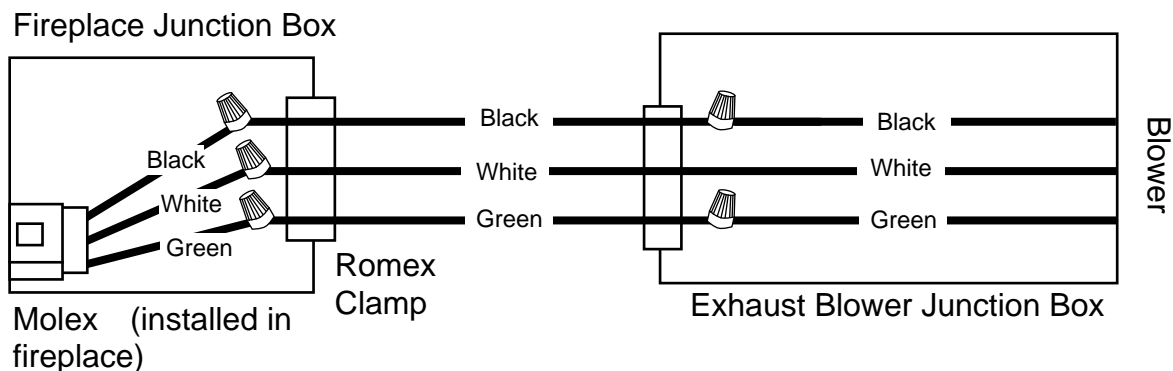 Fireplace Junction Box
Black
White
Green
Black
White
Green
Black
White
Green
Blower
Romex
Clamp
Molex (installed in
fireplace)
Exhaust Blower Junction Box